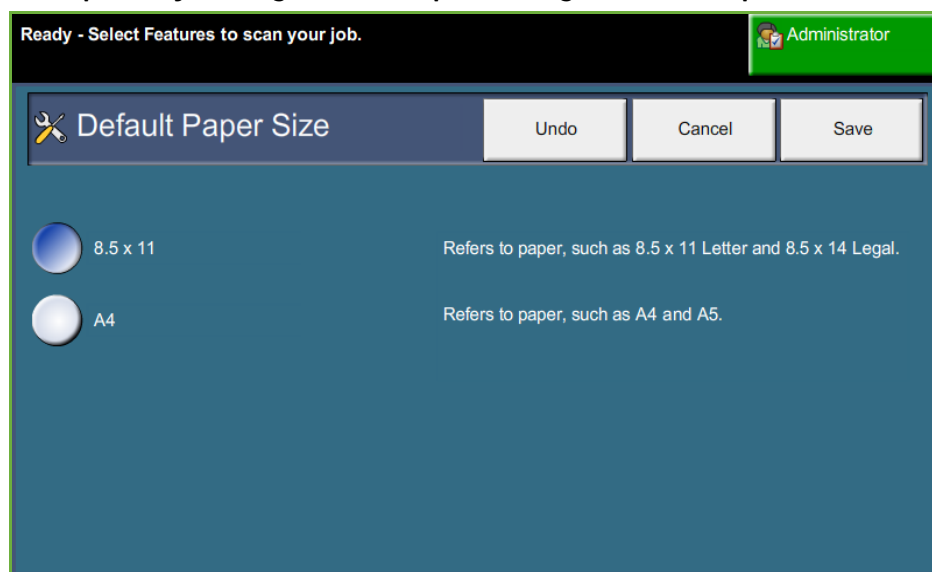 Ready - Select Features to scan your job.
Administrator
Default Paper Size
Undo
Cancel
Save
8.5 x 11
Refers to paper, such as 8.5 x 11 Letter and 8.5 x 14 Legal.
A4
Refers to paper, such as A4 and A5.